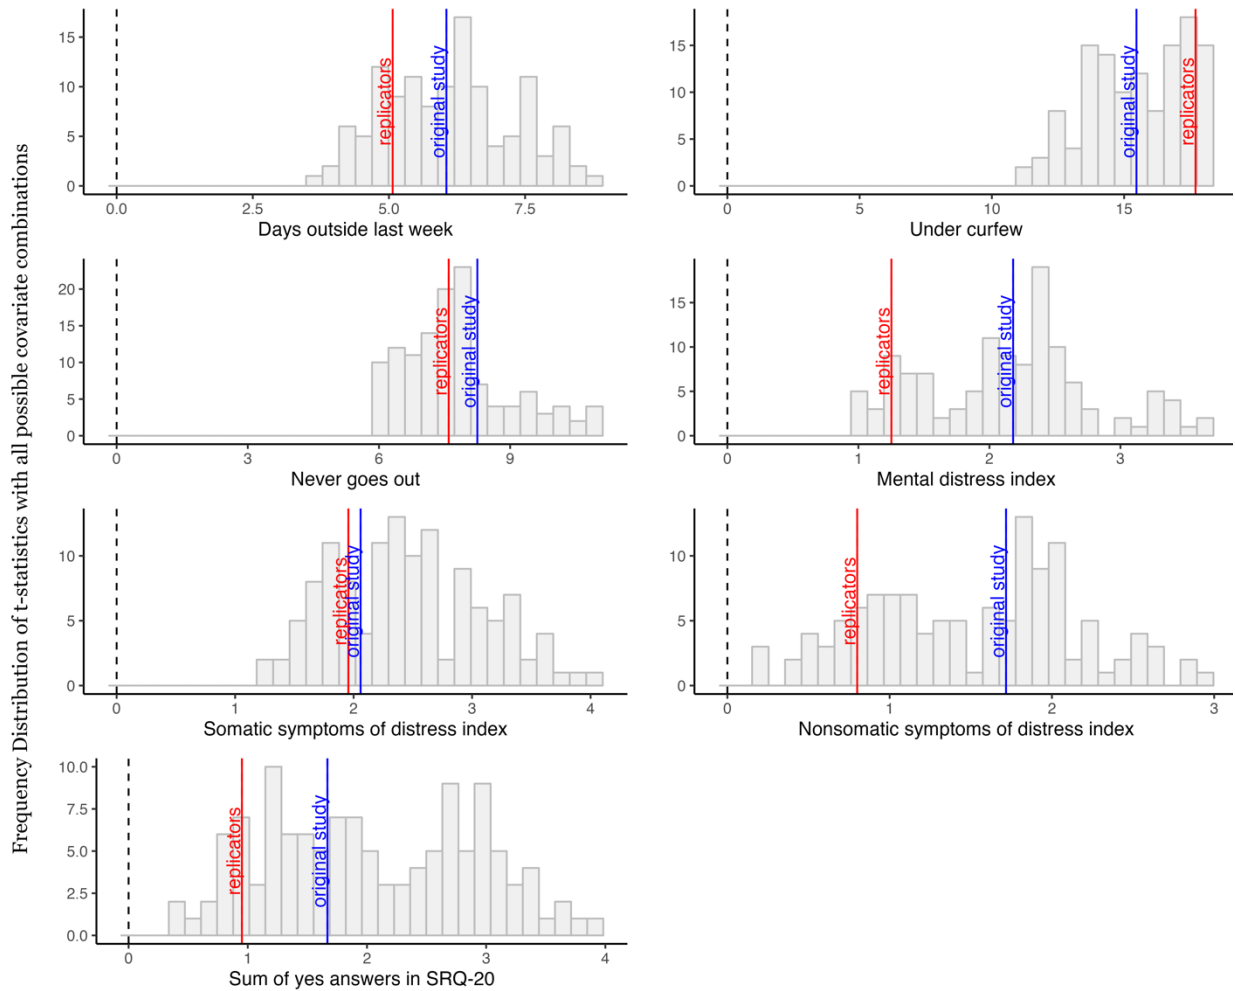 Frequency Distribution of t-statistics with all possible covariate combinations
15
10
5
0
replicators
original study
0.0 2.5 5.0 7.5
Days outside last week
15
10
5
0
original study
replicators
0 5 10 15
Under curfew
20
15
10
5
0
replicators
original study
0 3 6 9
Never goes out
15
10
5
0
replicators
original study
0 1 2 3
Mental distress index
10
5
0
replicators
original study
0 1 2 3 4
Somatic symptoms of distress index
10
5
0
replicators
original study
0 1 2 3
Nonsomatic symptoms of distress index
10.0
7.5
5.0
2.5
0.0
replicators
original study
0 1 2 3 4
Sum of yes answers in SRQ-20